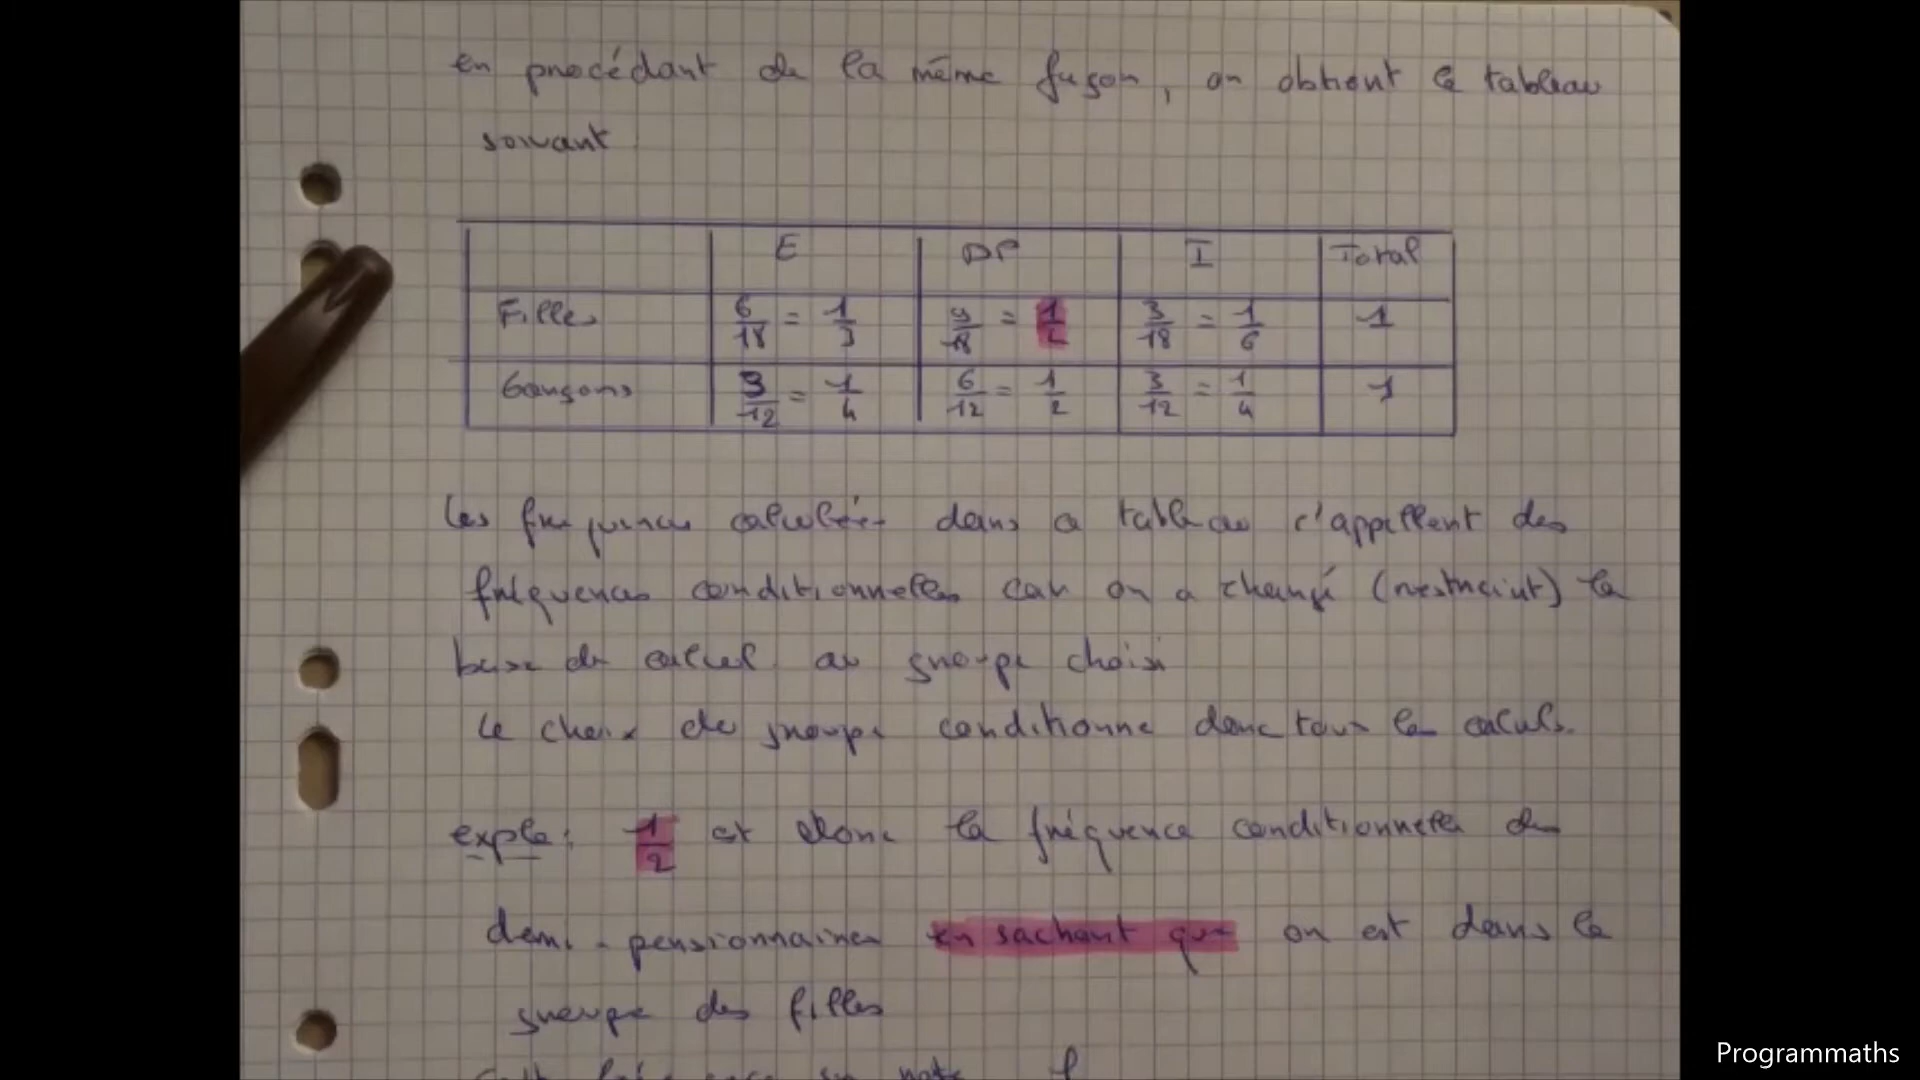 en procédant de la même façon, on obtient le tableau
suivant
E DP I Total
Filles 6/18 = 1/3 9/18 = 1/2 3/18 = 1/6 1
Garçons 3/12 = 1/4 6/12 = 1/2 3/12 = 1/4 1
les fréquences calculées dans ce tableau s'appellent des
fréquences conditionnelles car on a changé (restreint) la
base de calcul au groupe choisi
le choix du groupe conditionne donc tous les calculs.
exple : 1/2 est donc la fréquence conditionnelle de
demi-pensionnaires en sachant que on est dans le
groupe des filles
Programmaths